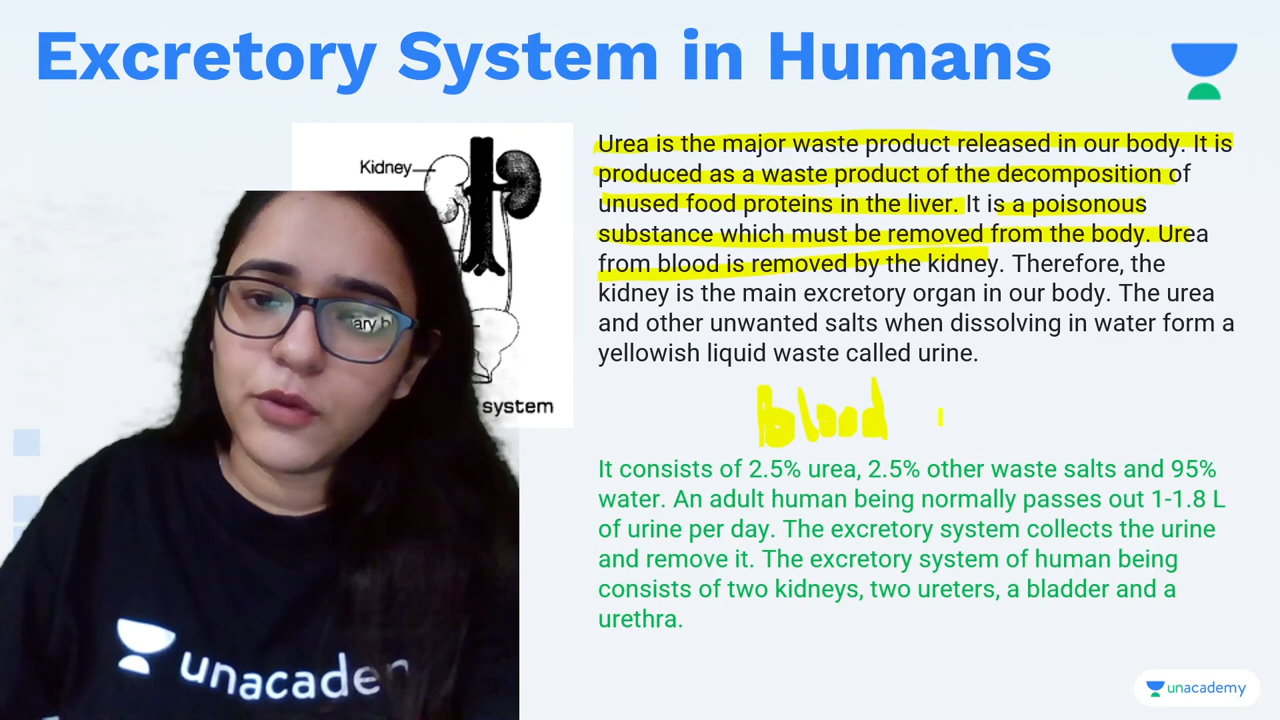 Excretory System in Humans
Kidney
ary b
system
Urea is the major waste product released in our body. It is
produced as a waste product of the decomposition of
unused food proteins in the liver. It is a poisonous
substance which must be removed from the body. Urea
from blood is removed by the kidney. Therefore, the
kidney is the main excretory organ in our body. The urea
and other unwanted salts when dissolving in water form a
yellowish liquid waste called urine.
Blood
It consists of 2.5% urea, 2.5% other waste salts and 95%
water. An adult human being normally passes out 1-1.8 L
of urine per day. The excretory system collects the urine
and remove it. The excretory system of human being
consists of two kidneys, two ureters, a bladder and a
urethra.
unacaden
unacademy